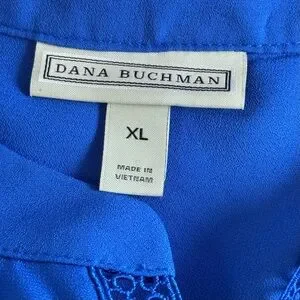 DANA BUCHMAN
XL
MADE IN
VIETNAM